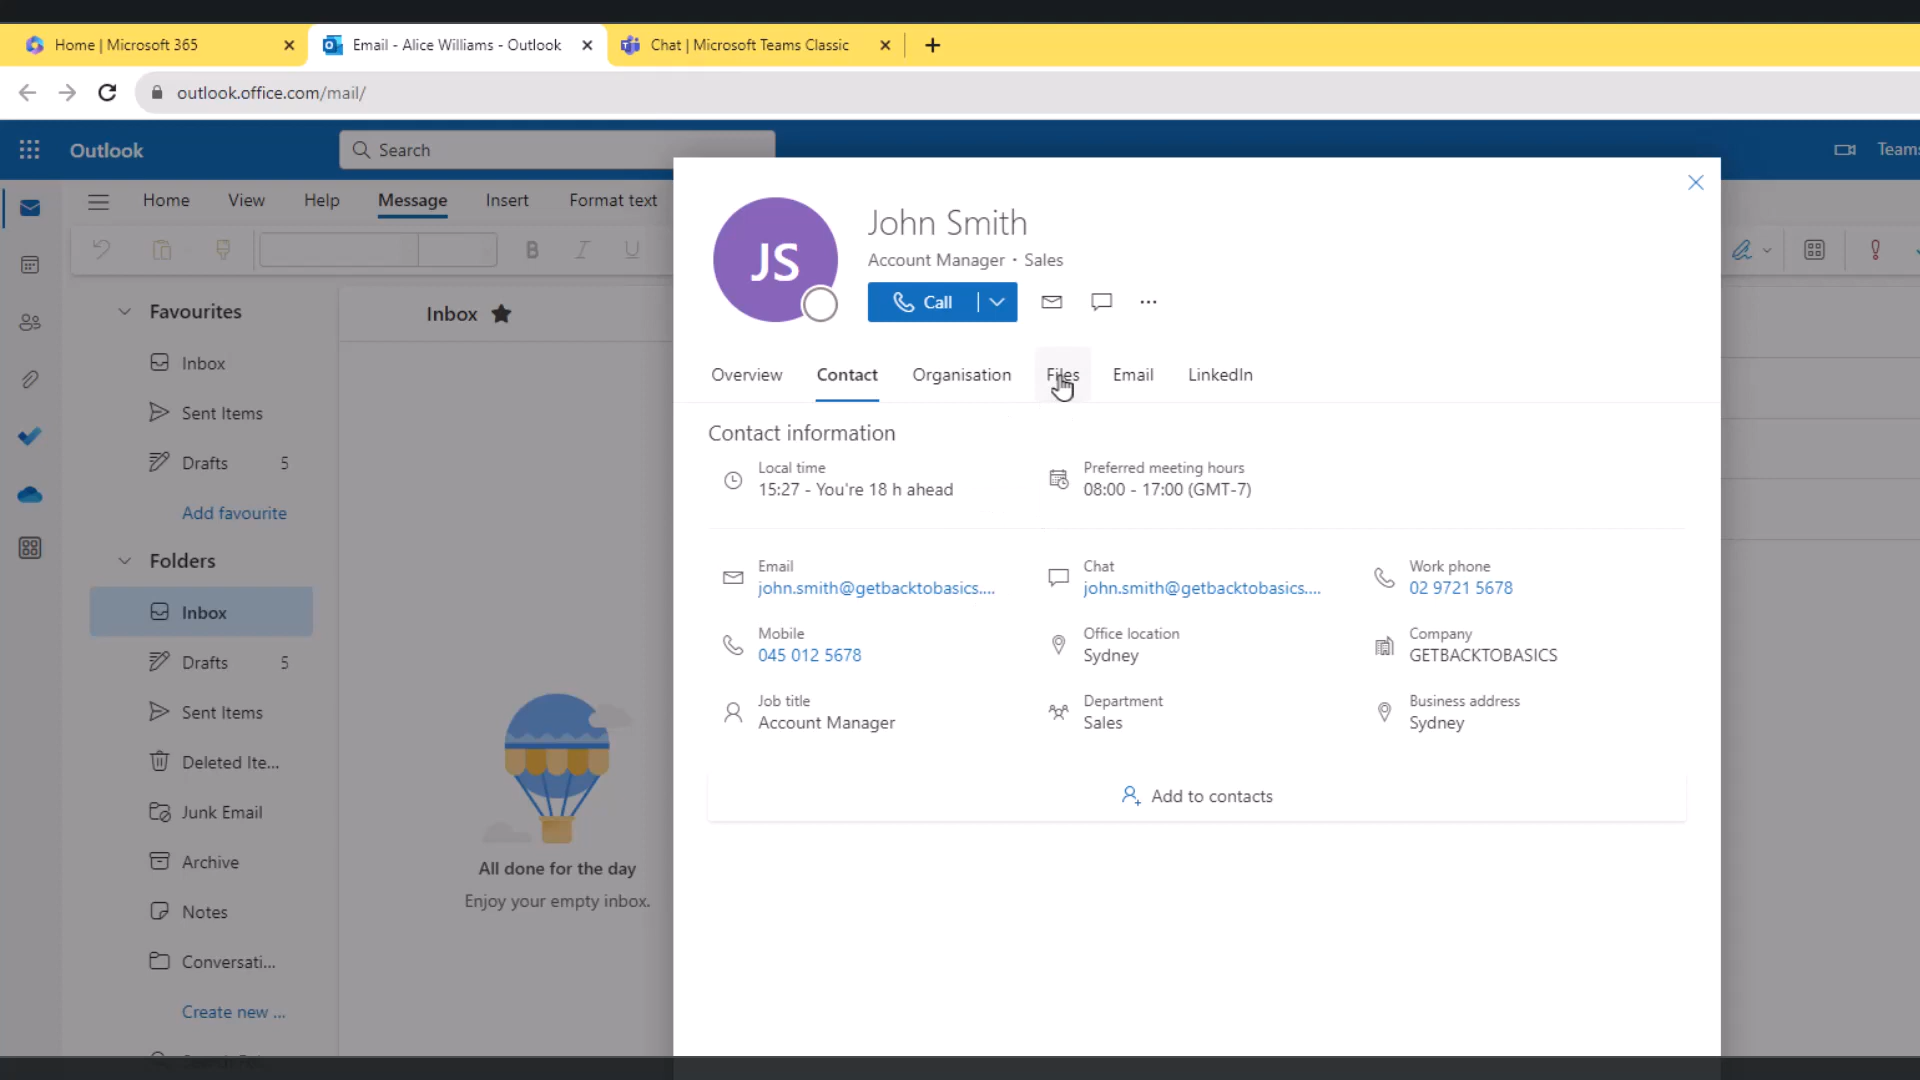 Home | Microsoft 365
Email - Alice Williams - Outlook
Chat | Microsoft Teams Classic
outlook.office.com/mail/
Outlook
Search
Teams
Home
View
Help
Message
Insert
Format text
B
I
U
Favourites
Inbox
Sent Items
Drafts 5
Add favourite
Folders
Inbox
Drafts 5
Sent Items
Deleted Ite...
Junk Email
Archive
Notes
Conversati...
Create new ...
Inbox
All done for the day
Enjoy your empty inbox.
JS
John Smith
Account Manager · Sales
Call
Overview
Contact
Organisation
Files
Email
LinkedIn
Contact information
Local time
15:27 - You're 18 h ahead
Preferred meeting hours
08:00 - 17:00 (GMT-7)
Email
john.smith@getbacktobasics....
Chat
john.smith@getbacktobasics....
Work phone
02 9721 5678
Mobile
045 012 5678
Office location
Sydney
Company
GETBACKTOBASICS
Job title
Account Manager
Department
Sales
Business address
Sydney
Add to contacts